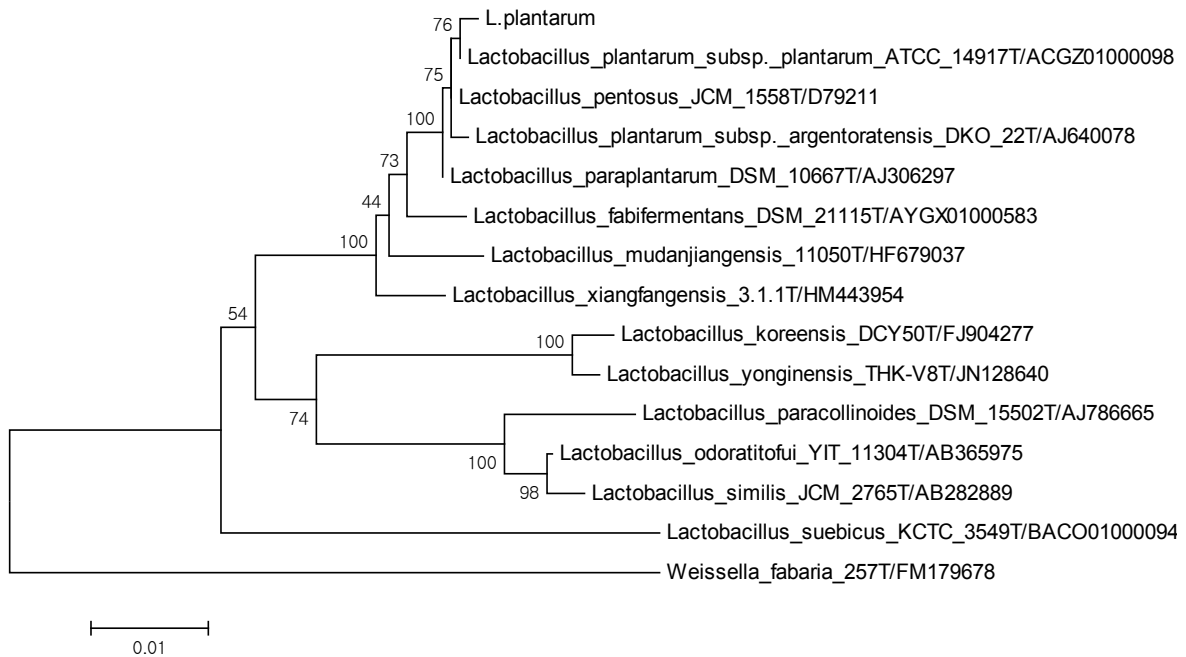 76
L.plantarum
Lactobacillus_plantarum_subsp._plantarum_ATCC_14917T/ACGZ01000098
75
Lactobacillus_pentosus_JCM_1558T/D79211
100
Lactobacillus_plantarum_subsp._argentoratensis_DKO_22T/AJ640078
73
Lactobacillus_paraplantarum_DSM_10667T/AJ306297
44
Lactobacillus_fabifermentans_DSM_21115T/AYGX01000583
100
Lactobacillus_mudanjiangensis_11050T/HF679037
Lactobacillus_xiangfangensis_3.1.1T/HM443954
54
Lactobacillus_koreensis_DCY50T/FJ904277
100
Lactobacillus_yonginensis_THK-V8T/JN128640
74
Lactobacillus_paracollinoides_DSM_15502T/AJ786665
100
Lactobacillus_odoratitofui_YIT_11304T/AB365975
98
Lactobacillus_similis_JCM_2765T/AB282889
Lactobacillus_suebicus_KCTC_3549T/BACO01000094
Weissella_fabaria_257T/FM179678
0.01